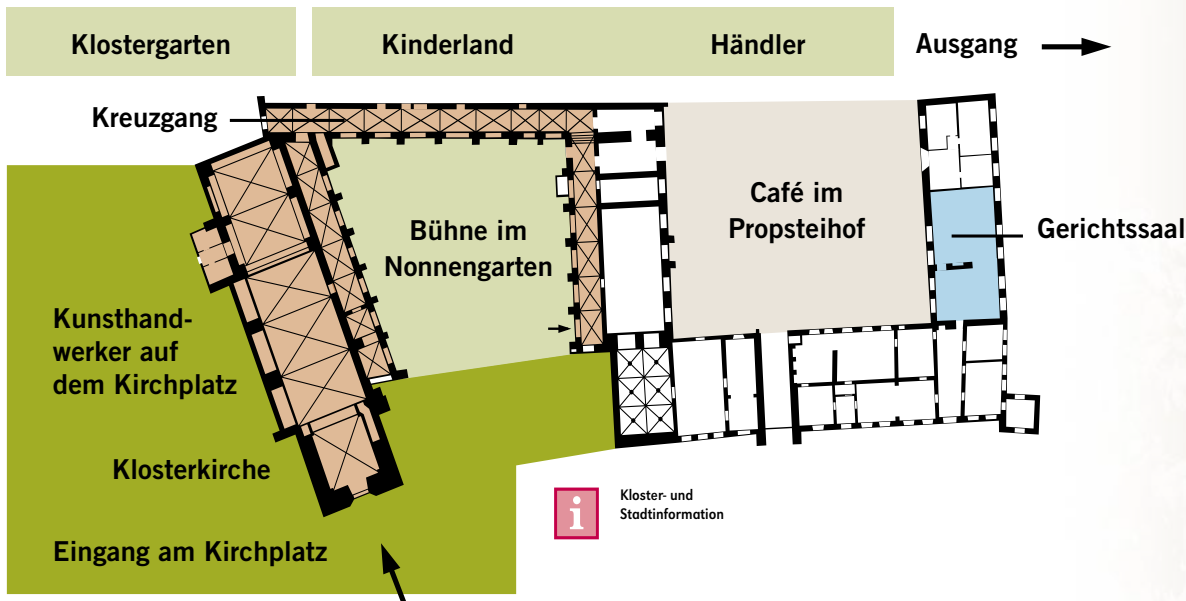 Klostergarten
Kinderland
Händler
Ausgang
Kreuzgang
Bühne im
Nonnengarten
Café im
Propsteihof
Gerichtssaal
Kunsthand-
werker auf
dem Kirchplatz
Klosterkirche
i
Kloster- und
Stadtinformation
Eingang am Kirchplatz